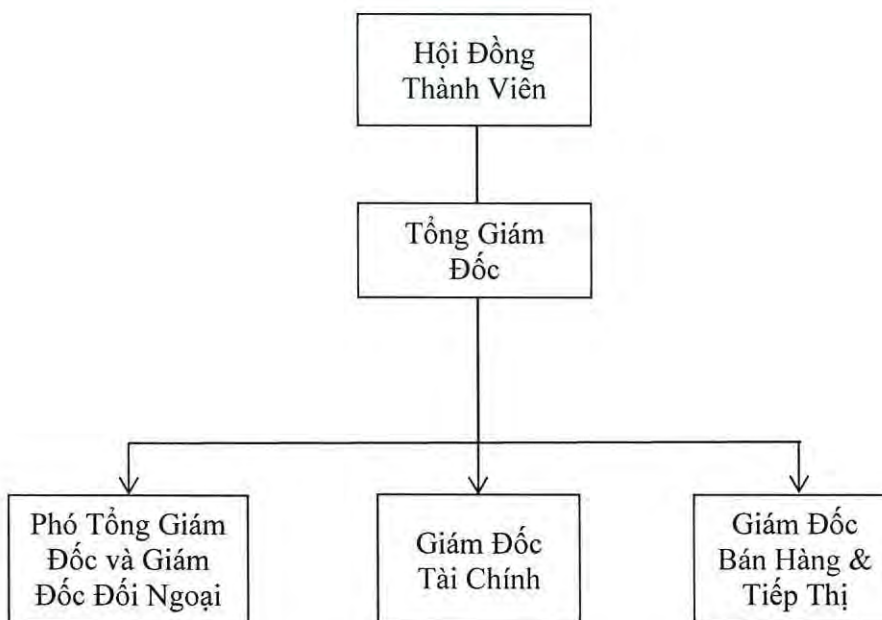 Hội Đồng
Thành Viên
Tổng Giám
Đốc
Phó Tổng Giám
Đốc và Giám
Đốc Đối Ngoại
Giám Đốc
Tài Chính
Giám Đốc
Bán Hàng &
Tiếp Thị